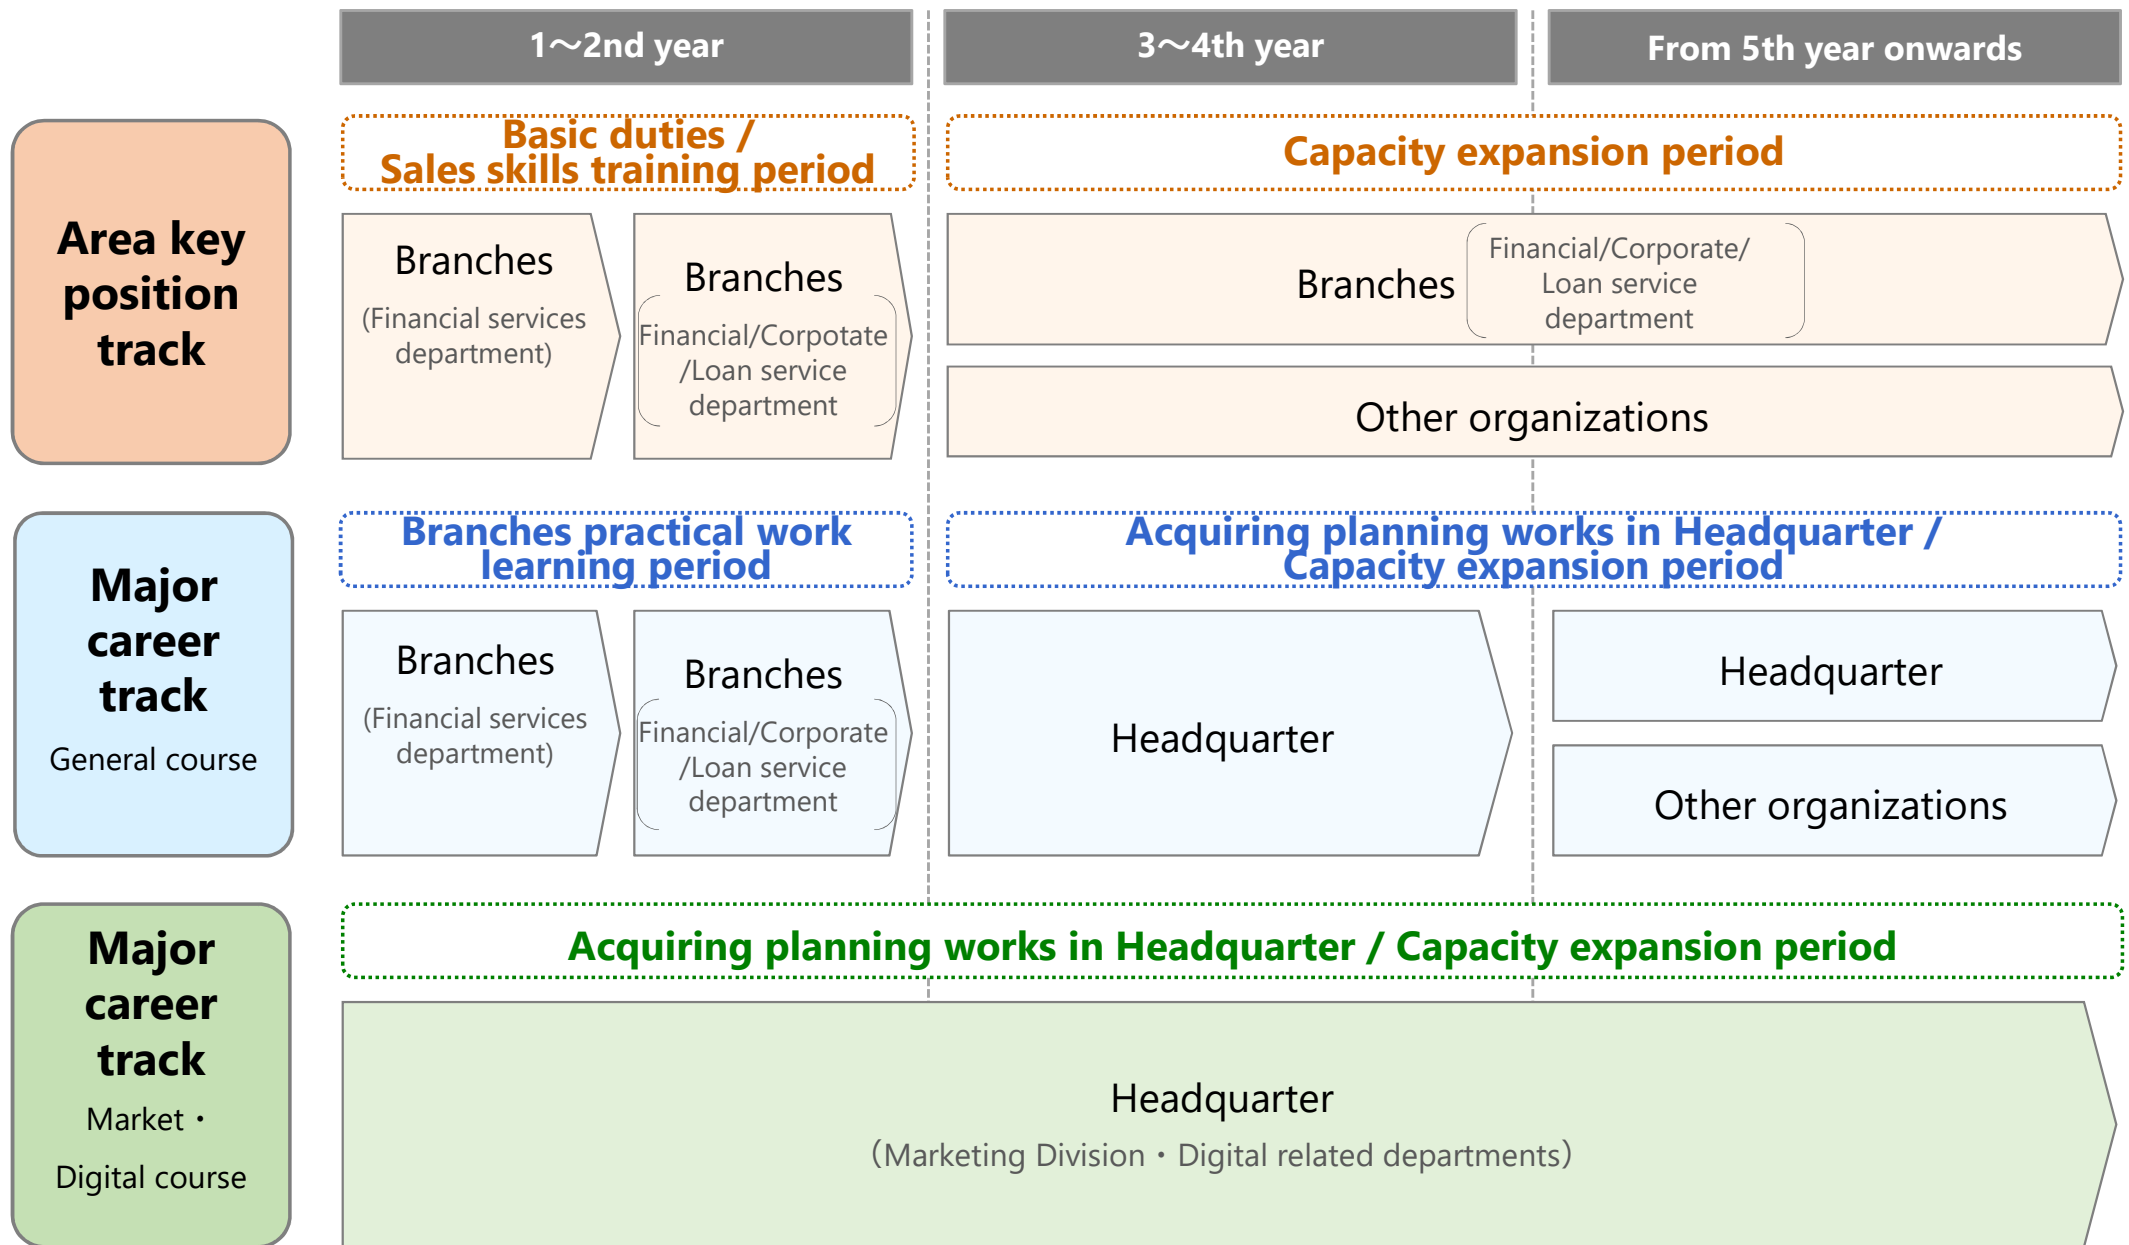 1～2nd year
3～4th year
From 5th year onwards
Area key
position
track
Basic duties /
Sales skills training period
Capacity expansion period
Branches
(Financial services
department)
Branches
Financial/Corpotate
/Loan service
department
Branches
Financial/Corporate/
Loan service
department
Other organizations
Major
career
track
General course
Branches practical work
learning period
Acquiring planning works in Headquarter /
Capacity expansion period
Branches
(Financial services
department)
Branches
Financial/Corporate
/Loan service
department
Headquarter
Headquarter
Other organizations
Major
career
track
Market・
Digital course
Acquiring planning works in Headquarter / Capacity expansion period
Headquarter
（Marketing Division・Digital related departments）